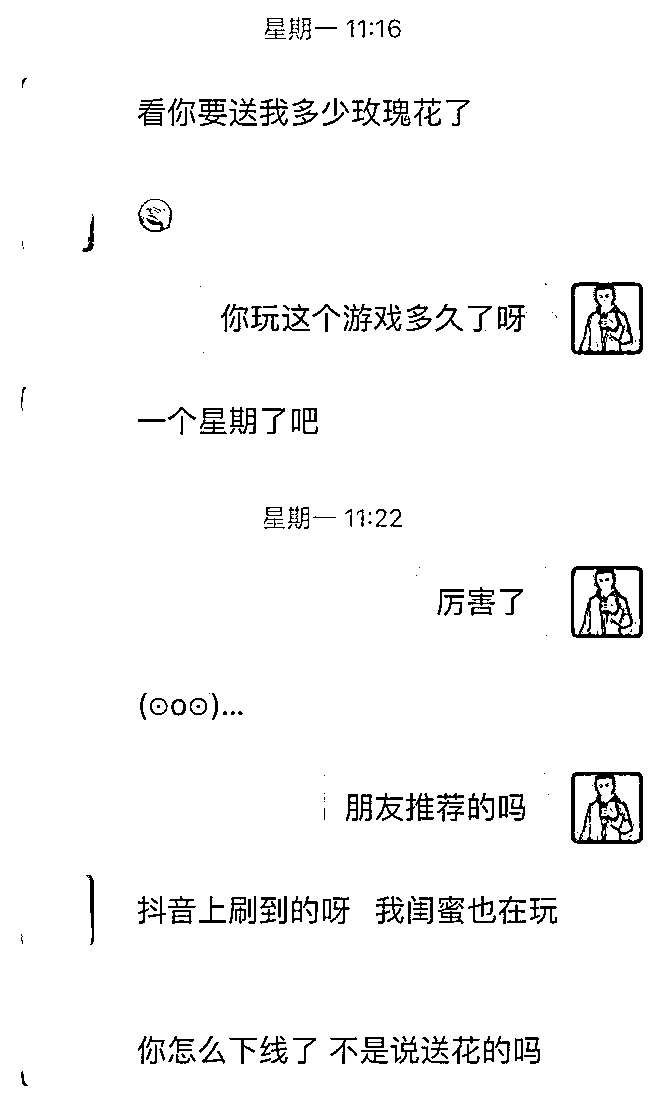 星期一 11:16
看你要送我多少玫瑰花了
你玩这个游戏多久了呀
一个星期了吧
星期一 11:22
厉害了
(⊙o⊙)...
朋友推荐的吗
抖音上刷到的呀 我闺蜜也在玩
你怎么下线了 不是说送花的吗